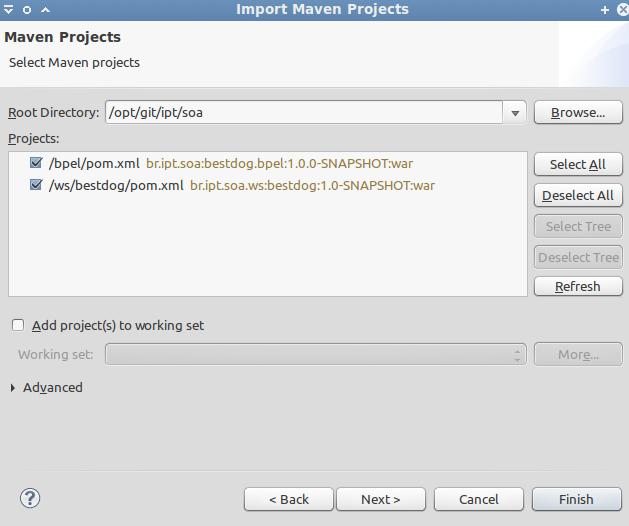 Import Maven Projects
Maven Projects
Select Maven projects
Root Directory: /opt/git/ipt/soa Browse...
Projects:
/bpel/pom.xml br.ipt.soa:bestdog.bpel:1.0.0-SNAPSHOT:war Select All
/ws/bestdog/pom.xml br.ipt.soa.ws:bestdog:1.0-SNAPSHOT:war Deselect All
Select Tree
Deselect Tree
Refresh
Add project(s) to working set
Working set: More...
Advanced
? < Back Next > Cancel Finish